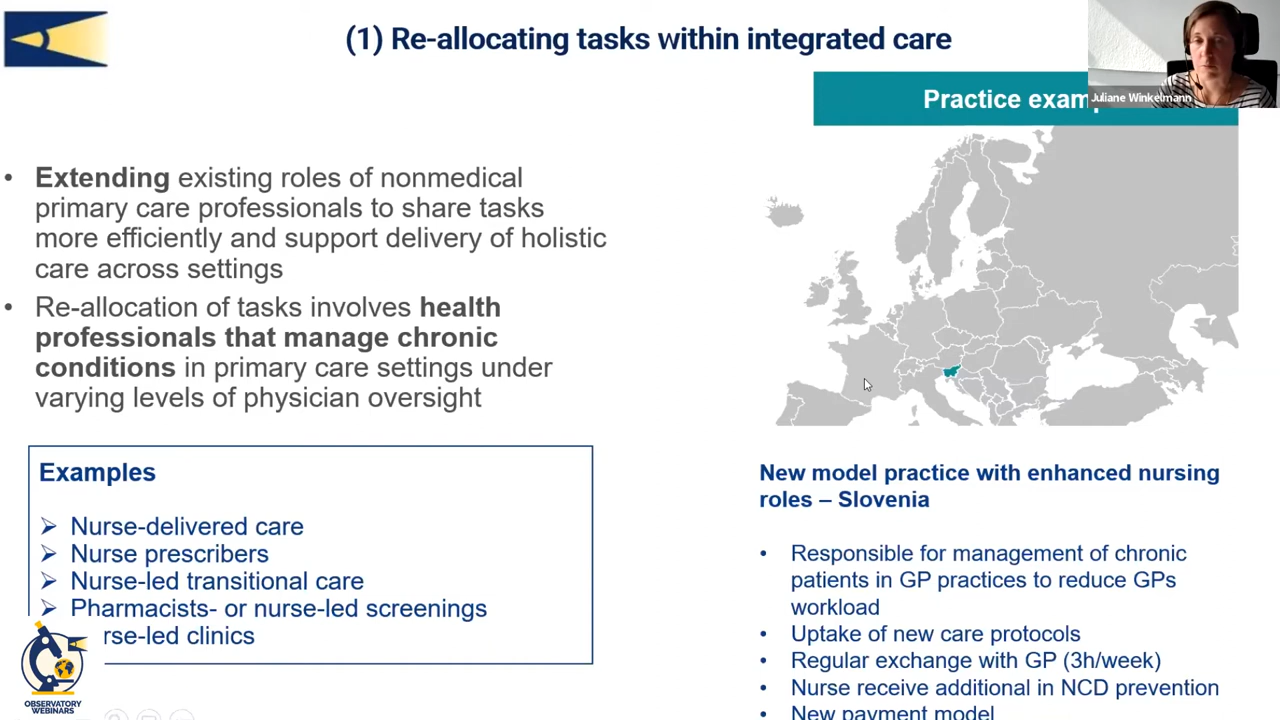 (1) Re-allocating tasks within integrated care
Practice exam
Juliane Winkelmann
• Extending existing roles of nonmedical
primary care professionals to share tasks
more efficiently and support delivery of holistic
care across settings
• Re-allocation of tasks involves health
professionals that manage chronic
conditions in primary care settings under
varying levels of physician oversight
Examples
➢ Nurse-delivered care
➢ Nurse prescribers
➢ Nurse-led transitional care
➢ Pharmacists- or nurse-led screenings
rse-led clinics
OBSERVATORY
WEBINARS
New model practice with enhanced nursing
roles – Slovenia
• Responsible for management of chronic
patients in GP practices to reduce GPs
workload
• Uptake of new care protocols
• Regular exchange with GP (3h/week)
• Nurse receive additional in NCD prevention
• New payment model